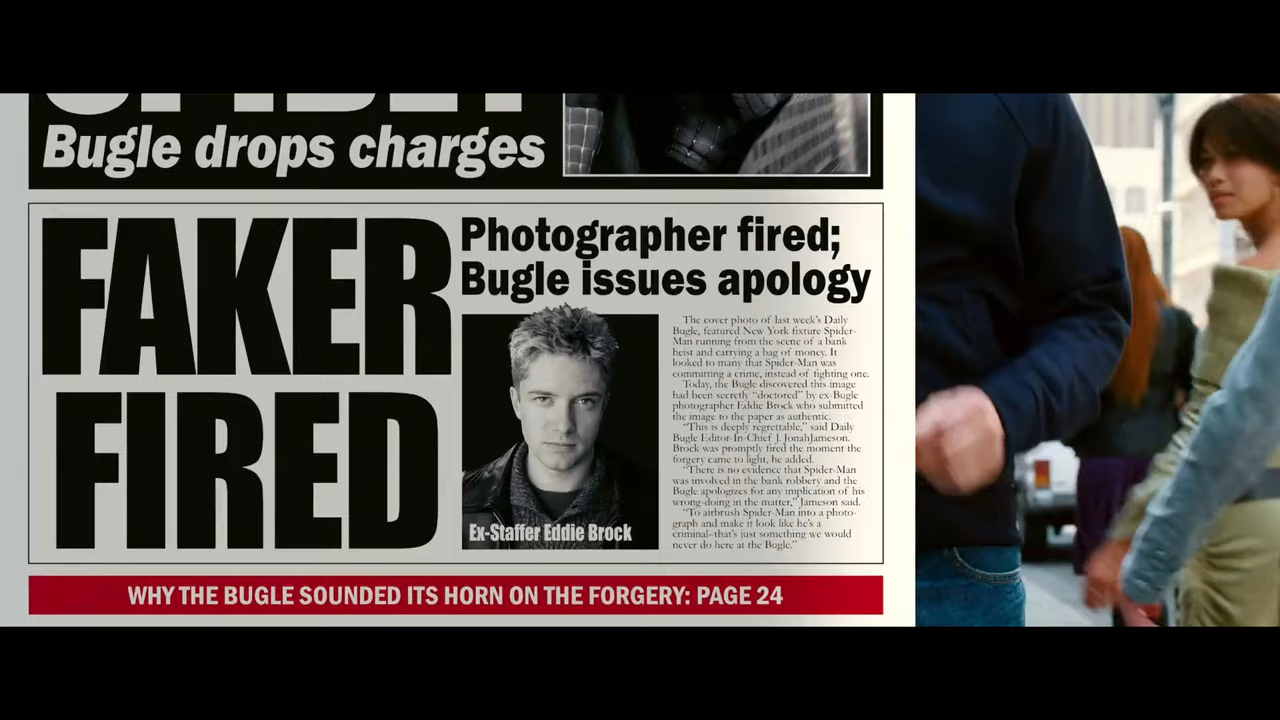 Bugle drops charges
FAKER
FIRED
Photographer fired;
Bugle issues apology
Ex-Staffer Eddie Brock
The cover photo of last week's Daily
Bugle, featured New York fixture Spider-
Man running from the scene of a bank
heist and carrying a bag of money. It
looked to many that Spider-Man was
committing a crime, instead of fighting one.
Today, the Bugle discovered this image
had been secretly “doctored” by ex-Bugle
photographer Eddie Brock who submitted
the image to the paper as authentic.
“This is deeply regrettable,” said Daily
Bugle Editor-In-Chief J. JonahJameson.
Brock was promptly fired the moment the
forgery came to light, he added.
“There is no evidence that Spider-Man
was involved in the bank robbery and the
Bugle apologizes for any implication of his
wrong-doing in the matter,” Jameson said.
“To airbrush Spider-Man into a photo-
graph and make it look like he's a
criminal–that's just something we would
never do here at the Bugle.”
WHY THE BUGLE SOUNDED ITS HORN ON THE FORGERY: PAGE 24